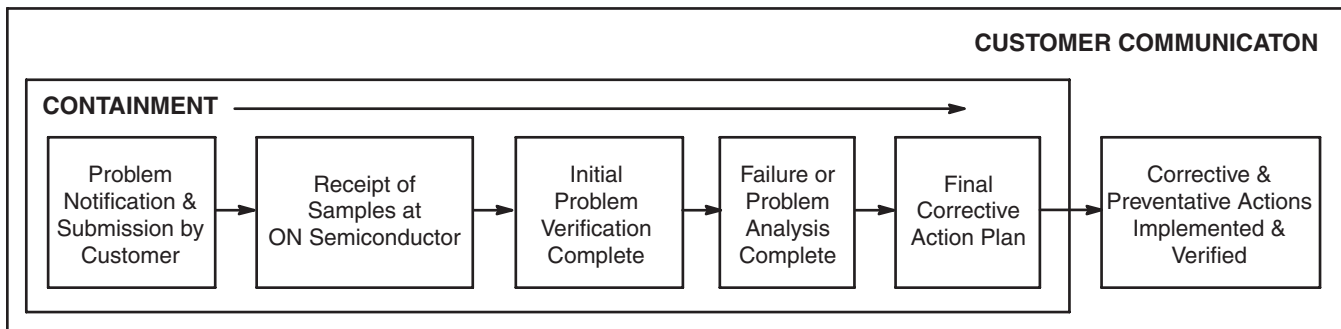 CUSTOMER COMMUNICATON
CONTAINMENT
Problem
Notification &
Submission by
Customer
Receipt of
Samples at
ON Semiconductor
Initial
Problem
Verification
Complete
Failure or
Problem
Analysis
Complete
Final
Corrective
Action Plan
Corrective &
Preventative Actions
Implemented &
Verified